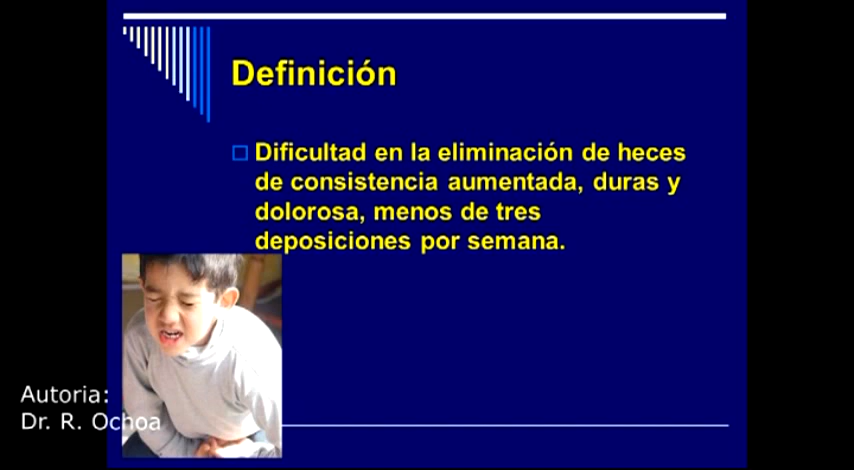 Definición
Dificultad en la eliminación de heces
de consistencia aumentada, duras y
dolorosa, menos de tres
deposiciones por semana.
Autoria:
Dr. R. Ochoa